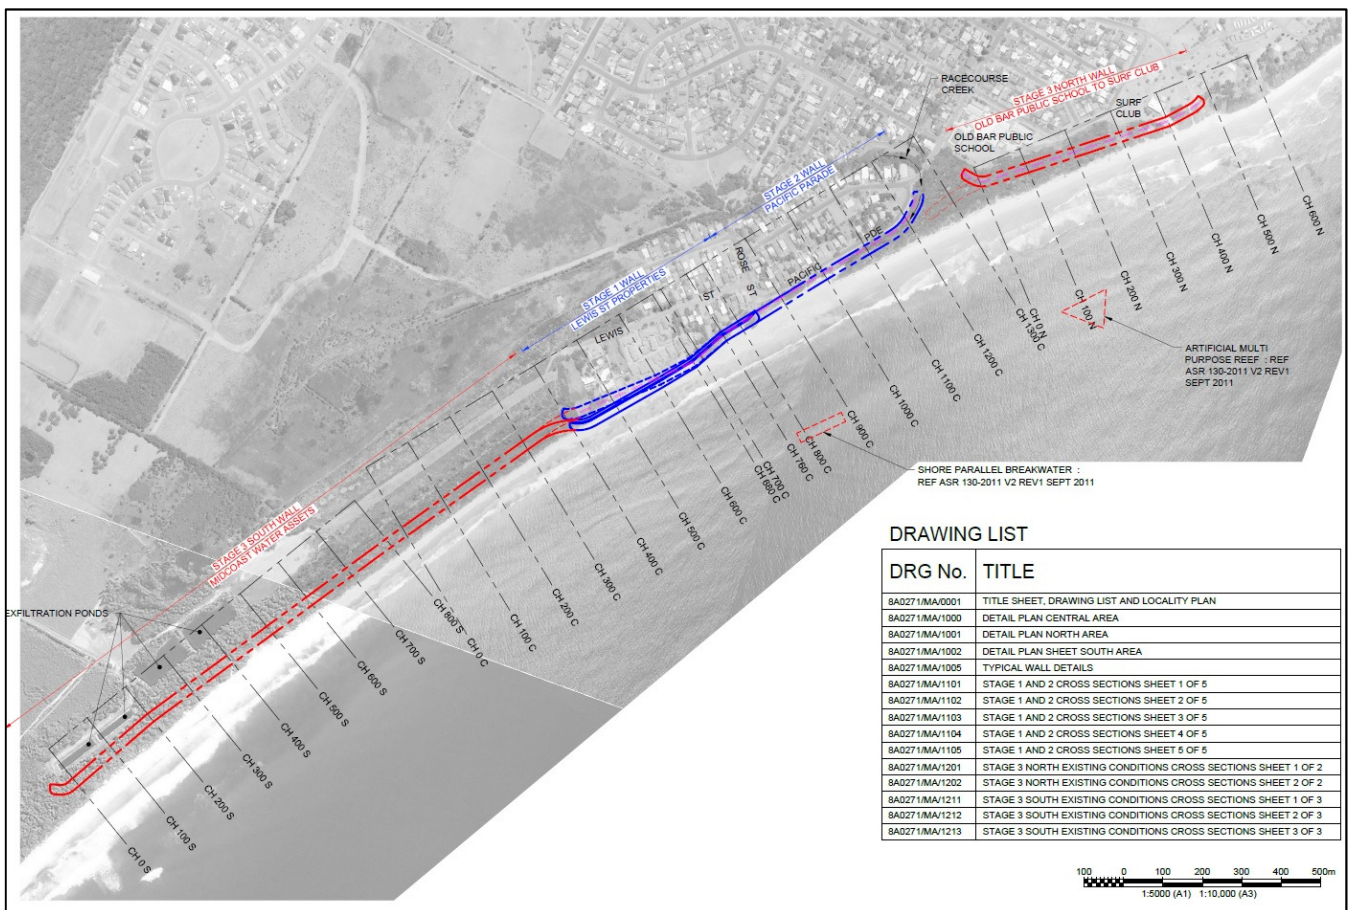 RACECOURSE
CREEK
STAGE 3 NORTH WALL
OLD BAR PUBLIC SCHOOL TO SURF CLUB
OLD BAR PUBLIC
SCHOOL
SURF
CLUB
STAGE 2 WALL
PACIFIC PARADE
STAGE 1 WALL
LEWIS ST PROPERTIES
ROSE ST
PACIFIC PDE
LEWIS ST
STAGE 3 SOUTH WALL
MIDCOAST WATER ASSETS
EXFILTRATION PONDS
CH 600 N
CH 500 N
CH 400 N
CH 300 N
CH 200 N
CH 100 N
CH 0 N
CH 1300 C
CH 1200 C
CH 1100 C
CH 1000 C
CH 900 C
CH 800 C
CH 760 C
CH 700 C
CH 680 C
CH 600 C
CH 500 C
CH 400 C
CH 300 C
CH 200 C
CH 100 C
CH 0 C
CH 800 S
CH 700 S
CH 600 S
CH 500 S
CH 400 S
CH 300 S
CH 200 S
CH 100 S
CH 0 S
ARTIFICIAL MULTI
PURPOSE REEF : REF
ASR 130-2011 V2 REV1
SEPT 2011
SHORE PARALLEL BREAKWATER :
REF ASR 130-2011 V2 REV1 SEPT 2011
DRAWING LIST
DRG No. TITLE
8A0271/MA/0001 TITLE SHEET, DRAWING LIST AND LOCALITY PLAN
8A0271/MA/1000 DETAIL PLAN CENTRAL AREA
8A0271/MA/1001 DETAIL PLAN NORTH AREA
8A0271/MA/1002 DETAIL PLAN SHEET SOUTH AREA
8A0271/MA/1005 TYPICAL WALL DETAILS
8A0271/MA/1101 STAGE 1 AND 2 CROSS SECTIONS SHEET 1 OF 5
8A0271/MA/1102 STAGE 1 AND 2 CROSS SECTIONS SHEET 2 OF 5
8A0271/MA/1103 STAGE 1 AND 2 CROSS SECTIONS SHEET 3 OF 5
8A0271/MA/1104 STAGE 1 AND 2 CROSS SECTIONS SHEET 4 OF 5
8A0271/MA/1105 STAGE 1 AND 2 CROSS SECTIONS SHEET 5 OF 5
8A0271/MA/1201 STAGE 3 NORTH EXISTING CONDITIONS CROSS SECTIONS SHEET 1 OF 2
8A0271/MA/1202 STAGE 3 NORTH EXISTING CONDITIONS CROSS SECTIONS SHEET 2 OF 2
8A0271/MA/1211 STAGE 3 SOUTH EXISTING CONDITIONS CROSS SECTIONS SHEET 1 OF 3
8A0271/MA/1212 STAGE 3 SOUTH EXISTING CONDITIONS CROSS SECTIONS SHEET 2 OF 3
8A0271/MA/1213 STAGE 3 SOUTH EXISTING CONDITIONS CROSS SECTIONS SHEET 3 OF 3
100 0 100 200 300 400 500m
1:5000 (A1) 1:10,000 (A3)